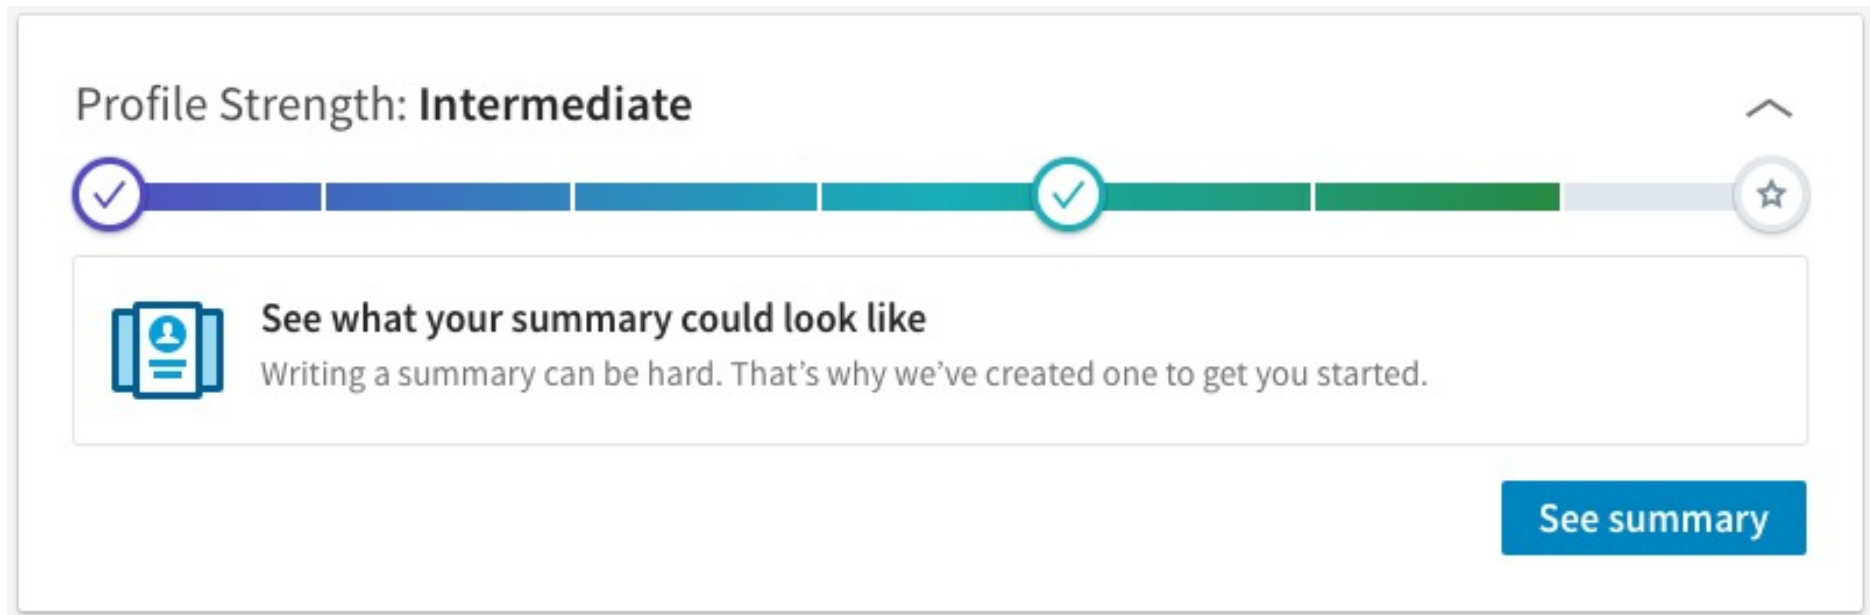 Profile Strength: Intermediate
See what your summary could look like
Writing a summary can be hard. That’s why we’ve created one to get you started.
See summary